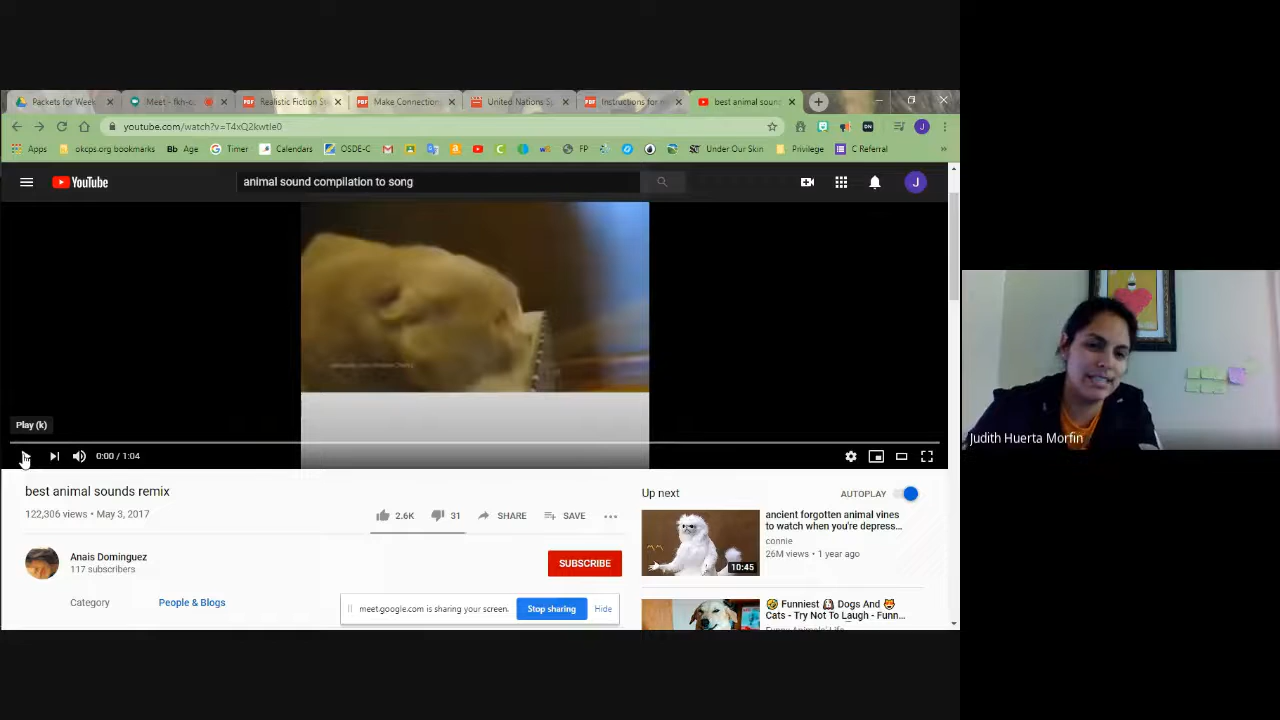 Packets for Week
Meet - fkh-o
Realistic Fiction St
Make Connection
United Nations S
Instructions for
best animal soun
youtube.com/watch?v=T4xQ2kwtIe0
Apps
okcps.org bookmarks
Bb Age
Timer
Calendars
OSDE-C
FP
Under Our Skin
Privilege
C Referral
YouTube
animal sound compilation to song
J
Play (k)
0:00 / 1:04
best animal sounds remix
122,306 views • May 3, 2017
2.6K
31
SHARE
SAVE
Anais Dominguez
117 subscribers
SUBSCRIBE
Category
People & Blogs
meet.google.com is sharing your screen.
Stop sharing
Hide
Up next
AUTOPLAY
ancient forgotten animal vines
to watch when you're depress...
connie
26M views • 1 year ago
10:45
Funniest Dogs And
Cats - Try Not To Laugh - Funn...
Judith Huerta Morfin